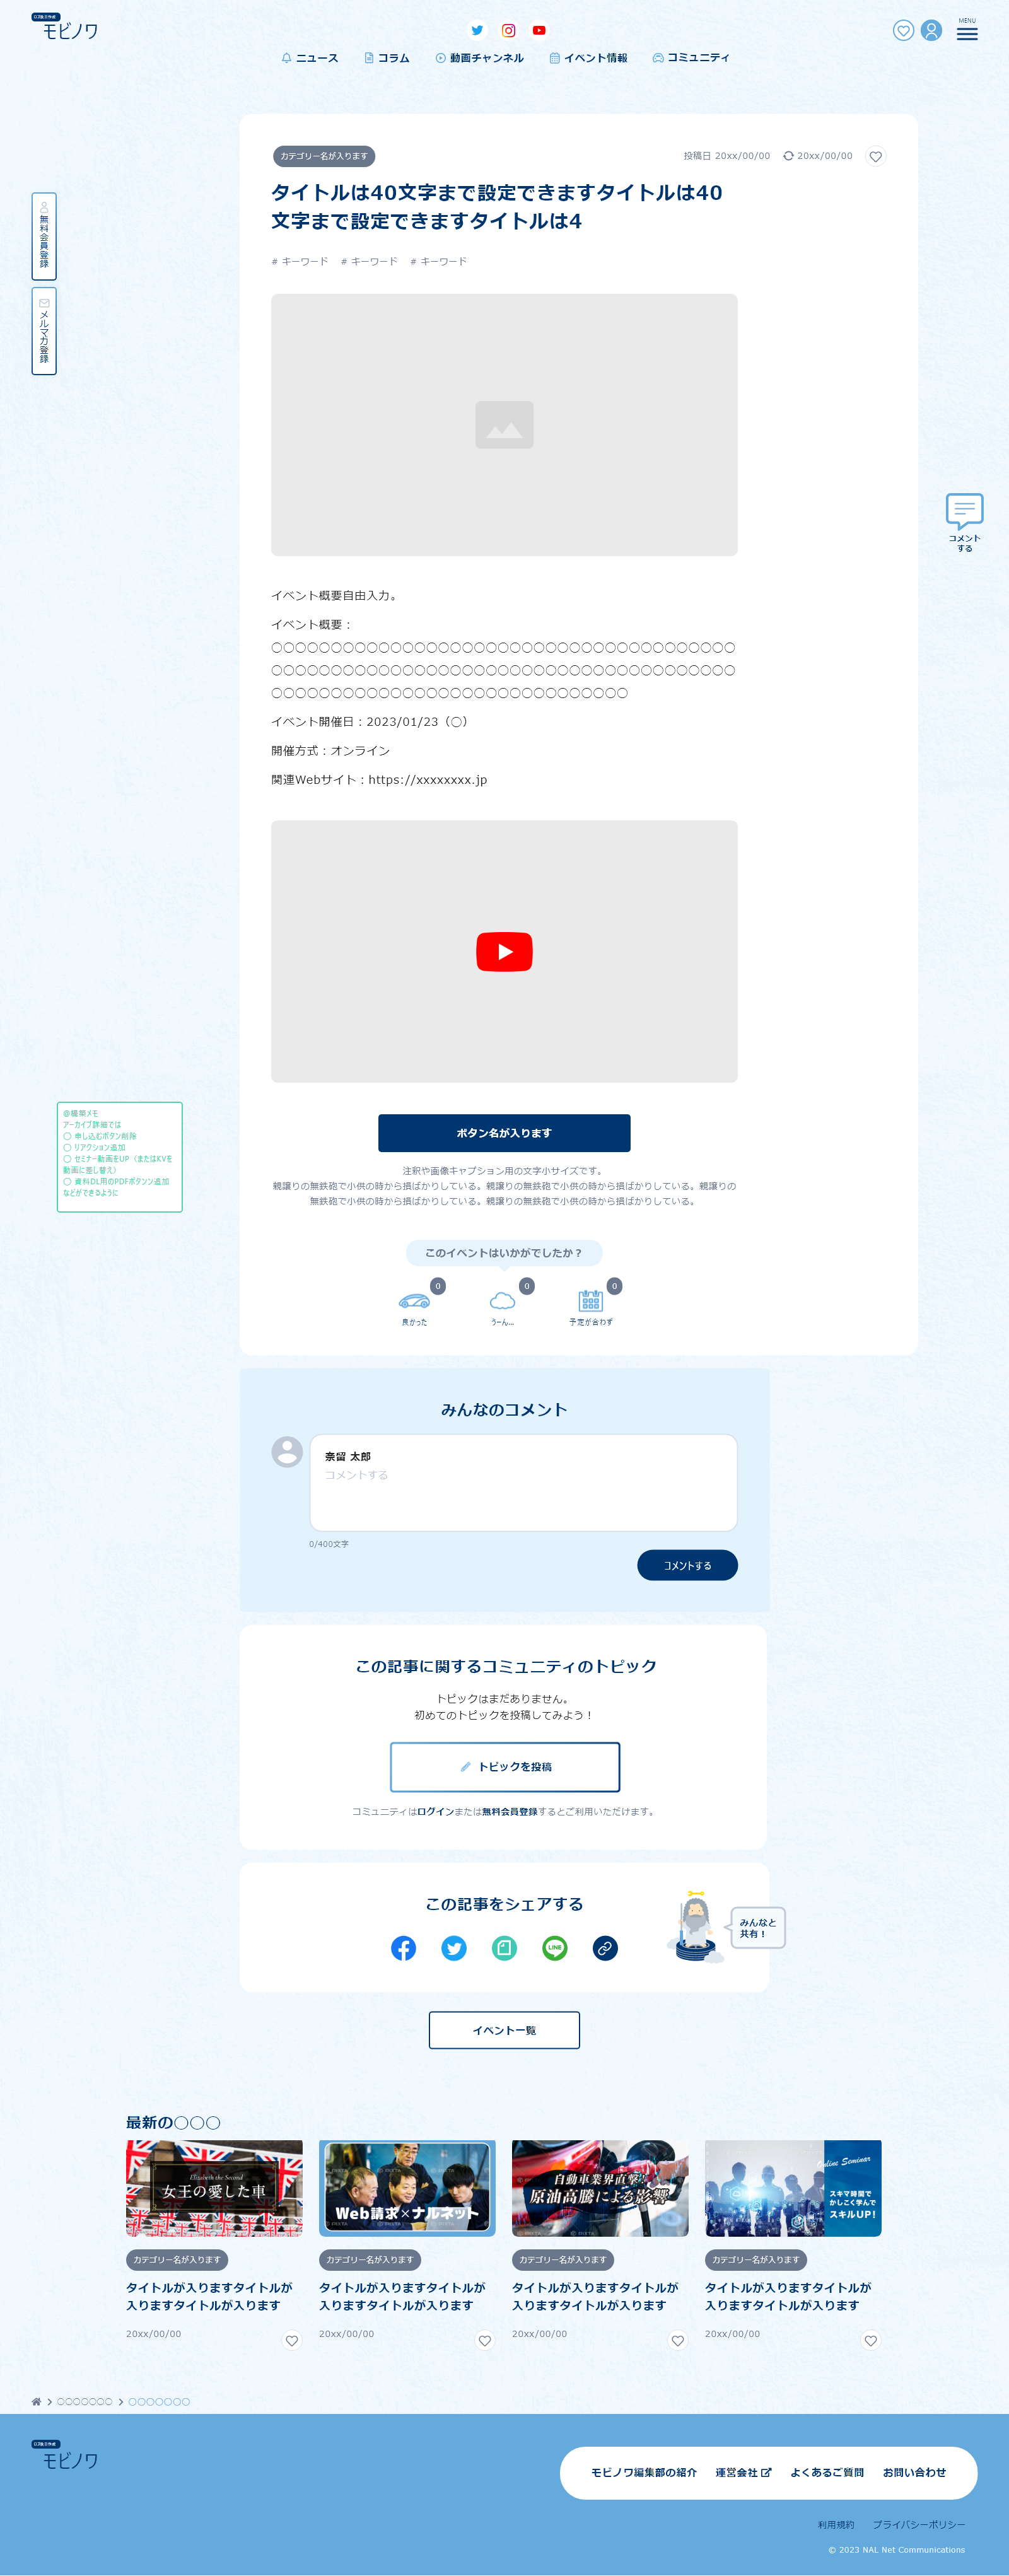 モビノワ
MENU
ニュース
コラム
動画チャンネル
イベント情報
コミュニティ
カテゴリー名が入ります
投稿日 20xx/00/00
20xx/00/00
タイトルは40文字まで設定できますタイトルは40
文字まで設定できますタイトルは4
# キーワード # キーワード # キーワード
無料会員登録
メルマガ登録
コメント
する
イベント概要自由入力。
イベント概要：
〇〇〇〇〇〇〇〇〇〇〇〇〇〇〇〇〇〇〇〇〇〇〇〇〇〇〇〇〇〇〇〇〇〇〇〇〇〇〇
〇〇〇〇〇〇〇〇〇〇〇〇〇〇〇〇〇〇〇〇〇〇〇〇〇〇〇〇〇〇〇〇〇〇〇〇〇〇〇
〇〇〇〇〇〇〇〇〇〇〇〇〇〇〇〇〇〇〇〇〇〇〇〇〇〇〇〇〇〇
イベント開催日：2023/01/23（〇）
開催方式：オンライン
関連Webサイト：https://xxxxxxxx.jp
@構築メモ
アーカイブ詳細では
〇 申し込むボタン削除
〇 リアクション追加
〇 セミナー動画をUP（またはKVを
動画に差し替え）
〇 資料DL用のPDFボタンン追加
などができるように
ボタン名が入ります
注釈や画像キャプション用の文字小サイズです。
親譲りの無鉄砲で小供の時から損ばかりしている。親譲りの無鉄砲で小供の時から損ばかりしている。親譲りの
無鉄砲で小供の時から損ばかりしている。親譲りの無鉄砲で小供の時から損ばかりしている。
このイベントはいかがでしたか？
0
0
0
良かった
うーん...
予定が合わず
みんなのコメント
奈留 太郎
コメントする
0/400文字
コメントする
この記事に関するコミュニティのトピック
トピックはまだありません。
初めてのトピックを投稿してみよう！
トピックを投稿
コミュニティはログインまたは無料会員登録するとご利用いただけます。
この記事をシェアする
LINE
みんなと
共有！
イベント一覧
最新の〇〇〇
Elizabeth the Second
女王の愛した車
Web請求×ナルネット
自動車業界直撃！
原油高騰による影響
Online Seminar
スキマ時間で
かしこく学んで
スキルUP！
カテゴリー名が入ります
カテゴリー名が入ります
カテゴリー名が入ります
カテゴリー名が入ります
タイトルが入りますタイトルが
入りますタイトルが入ります
タイトルが入りますタイトルが
入りますタイトルが入ります
タイトルが入りますタイトルが
入りますタイトルが入ります
タイトルが入りますタイトルが
入りますタイトルが入ります
20xx/00/00
20xx/00/00
20xx/00/00
20xx/00/00
〇〇〇〇〇〇〇
〇〇〇〇〇〇〇
モビノワ
モビノワ編集部の紹介
運営会社
よくあるご質問
お問い合わせ
利用規約
プライバシーポリシー
© 2023 NAL Net Communications